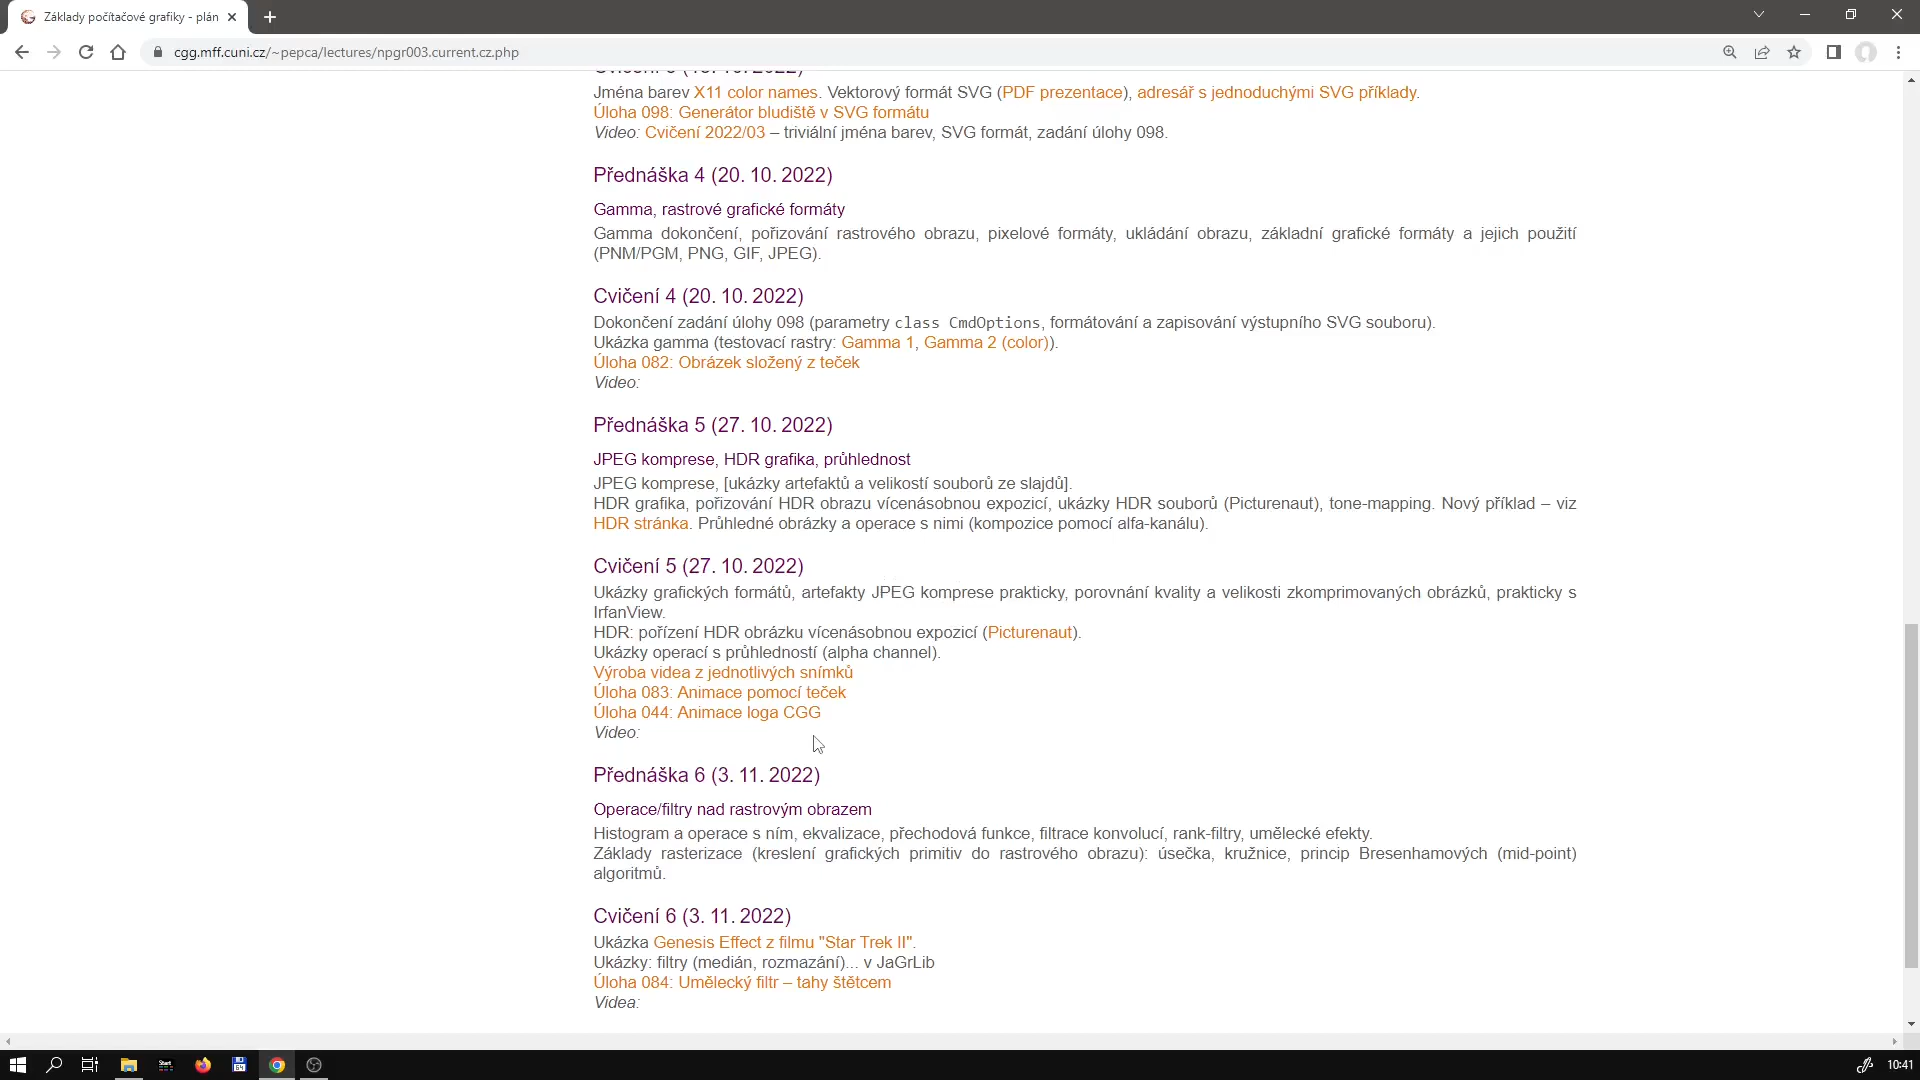 Základy počítačové grafiky - plán
cgg.mff.cuni.cz/~pepca/lectures/npgr003.current.cz.php
Jména barev X11 color names. Vektorový formát SVG (PDF prezentace), adresář s jednoduchými SVG příklady.
Úloha 098: Generátor bludiště v SVG formátu
Video: Cvičení 2022/03 – triviální jména barev, SVG formát, zadání úlohy 098.
Přednáška 4 (20. 10. 2022)
Gamma, rastrové grafické formáty
Gamma dokončení, pořizování rastrového obrazu, pixelové formáty, ukládání obrazu, základní grafické formáty a jejich použití
(PNM/PGM, PNG, GIF, JPEG).
Cvičení 4 (20. 10. 2022)
Dokončení zadání úlohy 098 (parametry class CmdOptions, formátování a zapisování výstupního SVG souboru).
Ukázka gamma (testovací rastry: Gamma 1, Gamma 2 (color)).
Úloha 082: Obrázek složený z teček
Video:
Přednáška 5 (27. 10. 2022)
JPEG komprese, HDR grafika, průhlednost
JPEG komprese, [ukázky artefaktů a velikostí souborů ze slajdů].
HDR grafika, pořizování HDR obrazu vícenásobnou expozicí, ukázky HDR souborů (Picturenaut), tone-mapping. Nový příklad – viz
HDR stránka. Průhledné obrázky a operace s nimi (kompozice pomocí alfa-kanálu).
Cvičení 5 (27. 10. 2022)
Ukázky grafických formátů, artefakty JPEG komprese prakticky, porovnání kvality a velikosti zkomprimovaných obrázků, prakticky s
IrfanView.
HDR: pořízení HDR obrázku vícenásobnou expozicí (Picturenaut).
Ukázky operací s průhledností (alpha channel).
Výroba videa z jednotlivých snímků
Úloha 083: Animace pomocí teček
Úloha 044: Animace loga CGG
Video:
Přednáška 6 (3. 11. 2022)
Operace/filtry nad rastrovým obrazem
Histogram a operace s ním, ekvalizace, přechodová funkce, filtrace konvolucí, rank-filtry, umělecké efekty.
Základy rasterizace (kreslení grafických primitiv do rastrového obrazu): úsečka, kružnice, princip Bresenhamových (mid-point)
algoritmů.
Cvičení 6 (3. 11. 2022)
Ukázka Genesis Effect z filmu "Star Trek II".
Ukázky: filtry (medián, rozmazání)... v JaGrLib
Úloha 084: Umělecký filtr – tahy štětcem
Videa:
Start
64
10:41